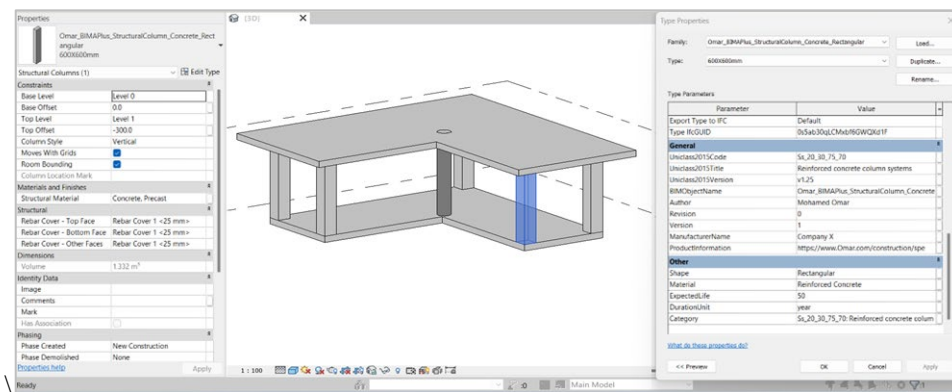 Properties
Omar_BIMAPlus_StructuralColumn_Concrete_Rect
angular
600X600mm
Structural Columns (1)
Edit Type
Constraints
Base Level Level 0
Base Offset 0.0
Top Level Level 1
Top Offset -300.0
Column Style Vertical
Moves With Grids
Room Bounding
Column Location Mark
Materials and Finishes
Structural Material Concrete, Precast
Structural
Rebar Cover - Top Face Rebar Cover 1 <25 mm>
Rebar Cover - Bottom Face Rebar Cover 1 <25 mm>
Rebar Cover - Other Faces Rebar Cover 1 <25 mm>
Dimensions
Volume 1.332 m³
Identity Data
Image
Comments
Mark
Has Association
Phasing
Phase Created New Construction
Phase Demolished None
Properties help Apply
Ready
{3D}
1 : 100
:0
Main Model
Type Properties
Family: Omar_BIMAPlus_StructuralColumn_Concrete_Rectangular Load...
Type: 600X600mm Duplicate...
Rename...
Type Parameters
Parameter Value
Export Type to IFC Default
Type IfcGUID
General
Uniclass2015Code Ss_20_30_75_70
Uniclass2015Title Reinforced concrete column systems
Uniclass2015Version v1.25
BIMObjectName Omar_BIMAPlus_StructuralColumn_Concrete
Author Mohamed Omar
Revision 0
Version 1
ManufacturerName Company X
ProductInformation https://www.Omar.com/construction/spe
Other
Shape Rectangular
Material Reinforced Concrete
ExpectedLife 50
DurationUnit year
Category Ss_20_30_75_70: Reinforced concrete colum
What do these properties do?
<< Preview OK Cancel Apply